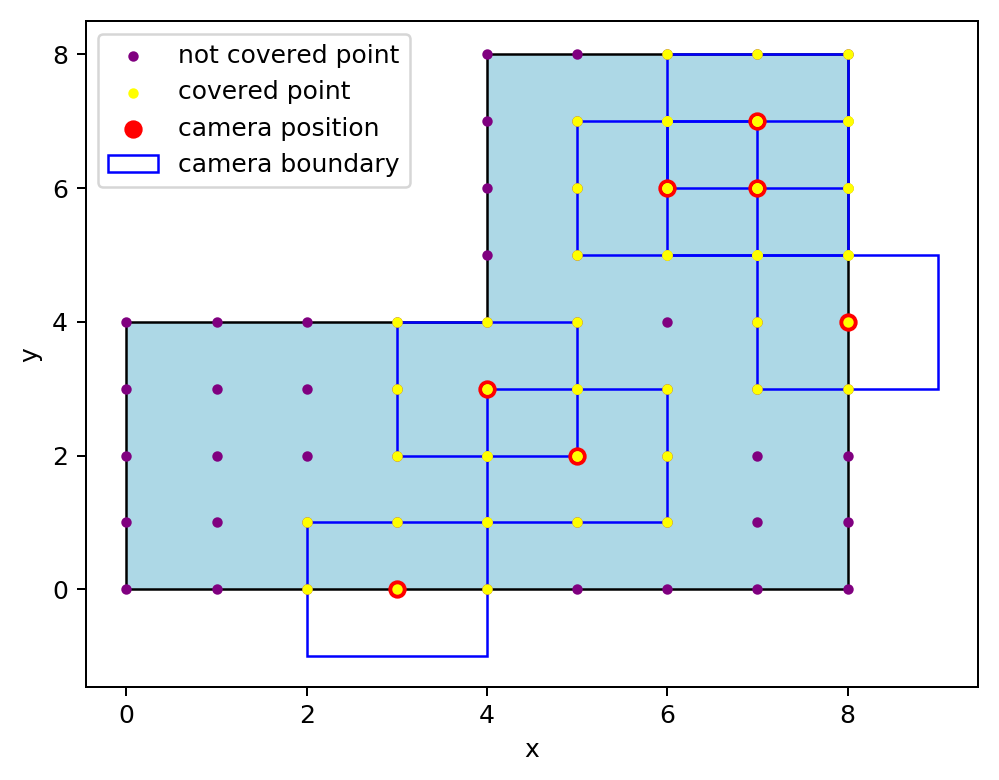 not covered point
covered point
camera position
camera boundary
8
6
4
2
0
y
0 2 4 6 8
x